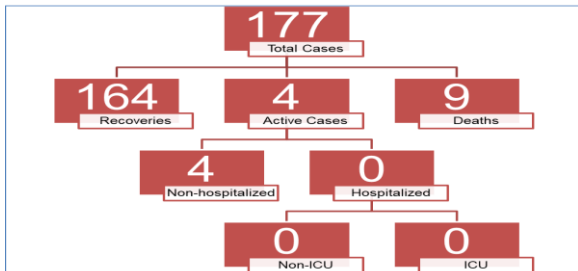 177
Total Cases
164
Recoveries
4
Active Cases
9
Deaths
4
Non-hospitalized
0
Hospitalized
0
Non-ICU
0
ICU